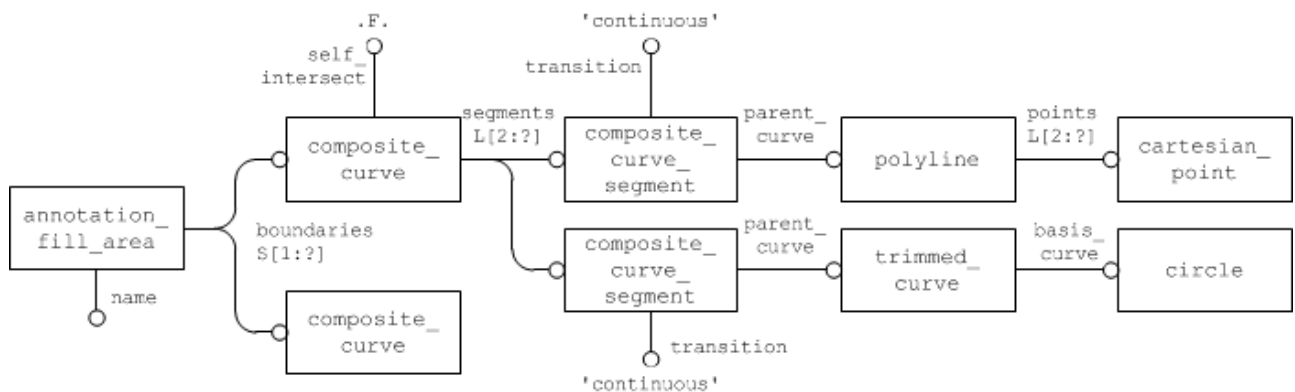 .F.
'continuous'
self_
intersect
transition
segments
L[2:?]
parent_
curve
points
L[2:?]
composite_
curve
composite_
curve_
segment
polyline
cartesian_
point
annotation_
fill_area
boundaries
S[1:?]
parent_
curve
basis_
curve
composite_
curve_
segment
trimmed_
curve
circle
name
composite_
curve
transition
'continuous'